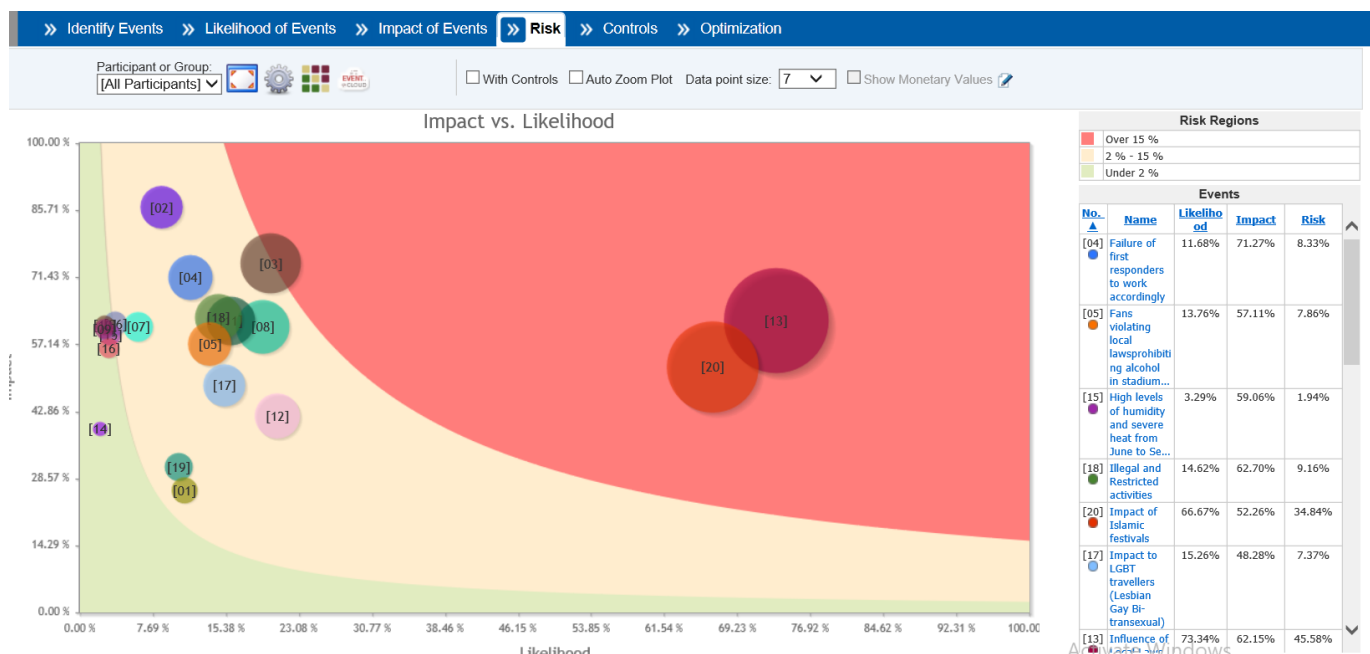 Identify Events Likelihood of Events Impact of Events Risk Controls Optimization
Participant or Group:
[All Participants]
EVENT
CLOUD
With Controls Auto Zoom Plot Data point size: 7 Show Monetary Values
Impact vs. Likelihood
100.00 %
85.71 %
71.43 %
57.14 %
42.86 %
28.57 %
14.29 %
0.00 %
[02]
[03]
[04]
[18]
[08]
[07]
[13]
[05]
[16]
[20]
[17]
[12]
[14]
[19]
[01]
0.00 % 7.69 % 15.38 % 23.08 % 30.77 % 38.46 % 46.15 % 53.85 % 61.54 % 69.23 % 76.92 % 84.62 % 92.31 % 100.00
Likelihood
Risk Regions
Over 15 %
2 % - 15 %
Under 2 %
Events
No. Name Likeliho Impact Risk
▲ od
[04] Failure of 11.68% 71.27% 8.33%
first
responders
to work
accordingly
[05] Fans 13.76% 57.11% 7.86%
violating
local
lawsprohibiti
ng alcohol
in stadium...
[15] High levels 3.29% 59.06% 1.94%
of humidity
and severe
heat from
June to Se...
[18] Illegal and 14.62% 62.70% 9.16%
Restricted
activities
[20] Impact of 66.67% 52.26% 34.84%
Islamic
festivals
[17] Impact to 15.26% 48.28% 7.37%
LGBT
travellers
(Lesbian
Gay Bi-
transexual)
[13] Influence of 73.34% 62.15% 45.58%
Activate Windows